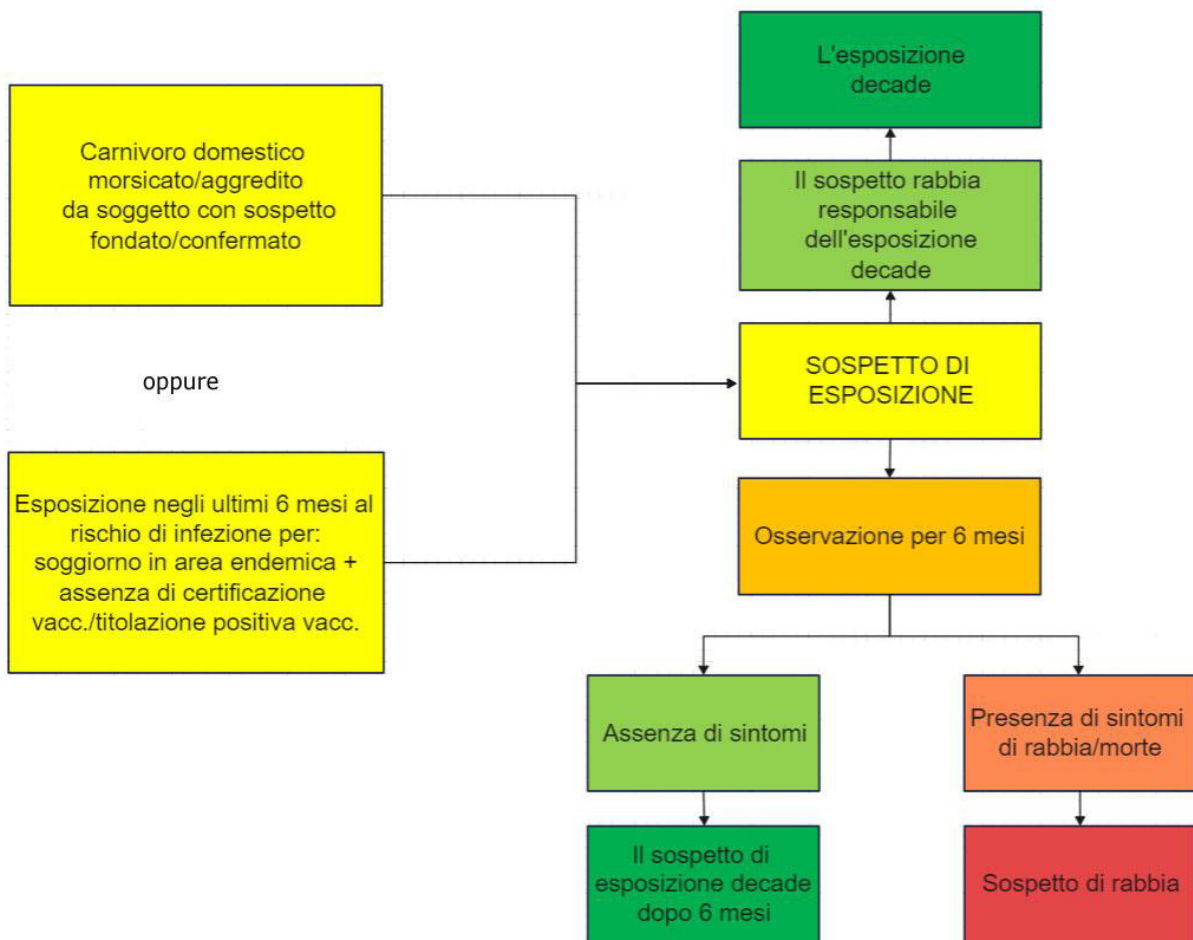 L'esposizione
decade
Carnivoro domestico
morsicato/aggredito
da soggetto con sospetto
fondato/confermato
Il sospetto rabbia
responsabile
dell'esposizione
decade
oppure
SOSPETTO DI
ESPOSIZIONE
Esposizione negli ultimi 6 mesi al
rischio di infezione per:
soggiorno in area endemica +
assenza di certificazione
vacc./titolazione positiva vacc.
Osservazione per 6 mesi
Assenza di sintomi
Presenza di sintomi
di rabbia/morte
Il sospetto di
esposizione decade
dopo 6 mesi
Sospetto di rabbia